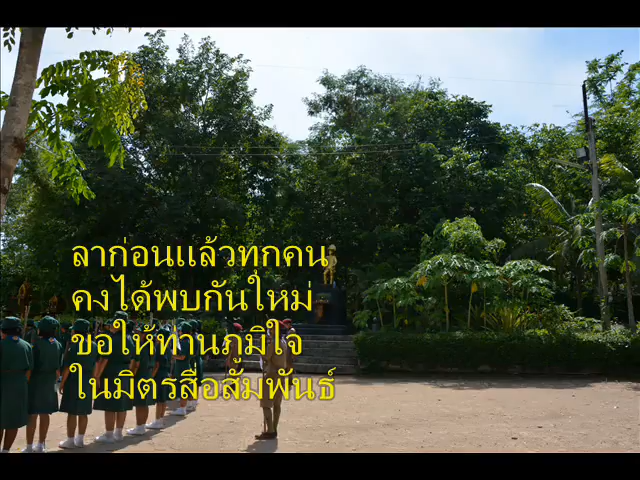 ลาก่อนแล้วทุกคน
คงได้พบกันใหม่
ขอให้ท่านภูมิใจ
ในมิตรสื่อสัมพันธ์